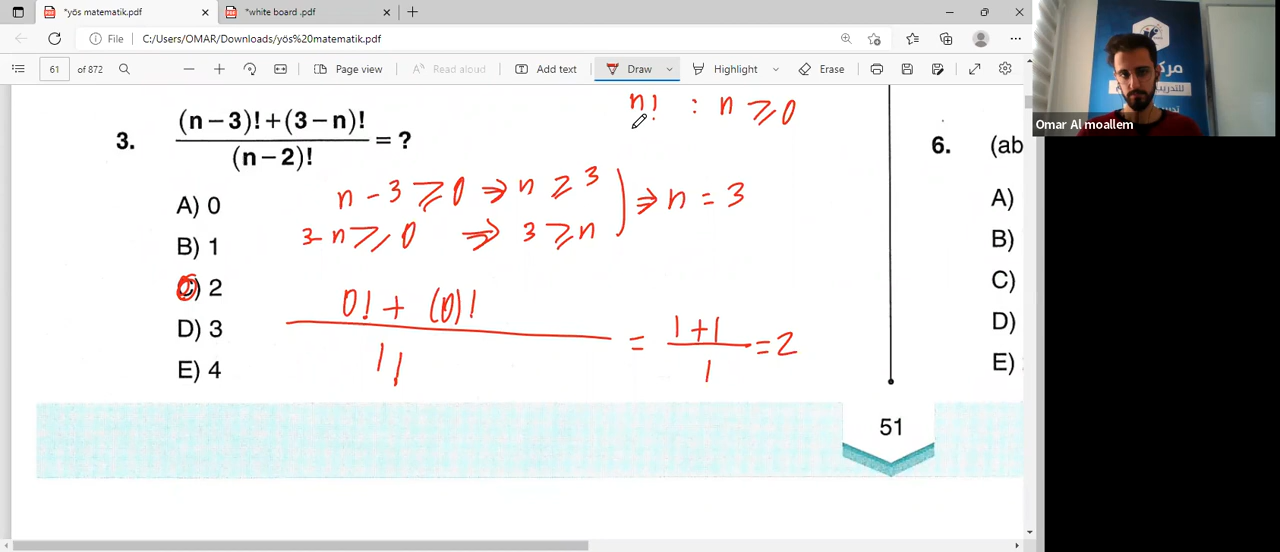 *yös matematik.pdf
*white board .pdf
File
C:/Users/OMAR/Downloads/yös%20matematik.pdf
61 of 872
Page view
Read aloud
Add text
Draw
Highlight
Erase
مركز
للتدريب
Omar Al moallem
n! : n ⩾ 0
3. (n−3)!+(3−n)! / (n−2)! = ?
n − 3 ⩾ 0 ⇒ n ⩾ 3
3−n ⩾ 0 ⇒ 3 ⩾ n
) ⇒ n = 3
A) 0
B) 1
C) 2
D) 3
E) 4
0! + (0)! / 1! = 1+1 / 1 = 2
6. (ab
A)
B)
C)
D)
E)
51